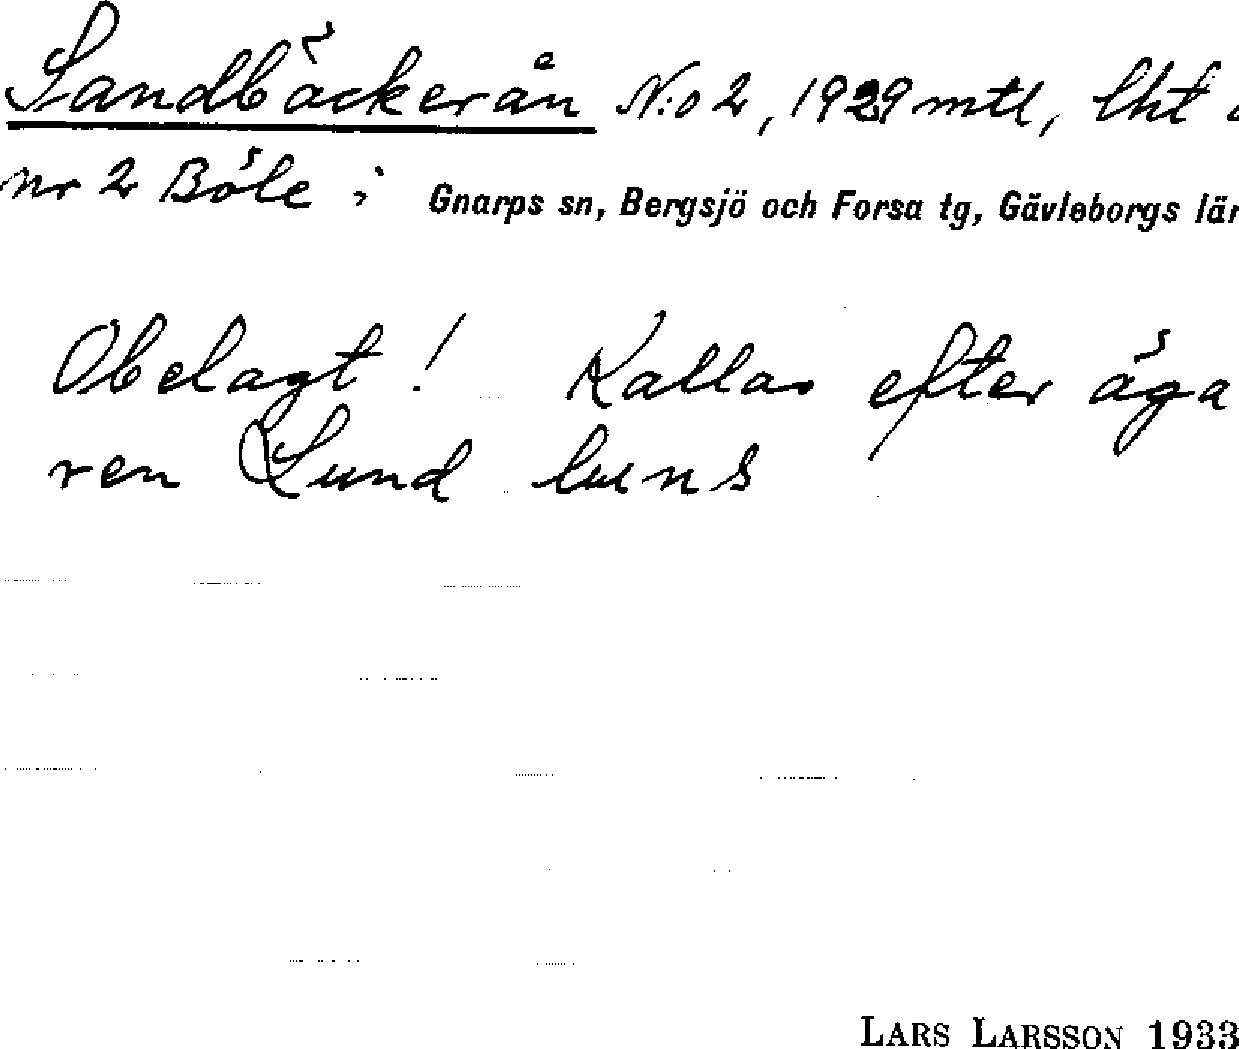 Sandbäckerån N:o 2, 1929 mtl, lht
nr 2 Böle i Gnarps sn, Bergsjö och Forsa tg, Gävleborgs län
Obelagt! Kallas efter äga
ren Lund
LARS LARSSON 1933